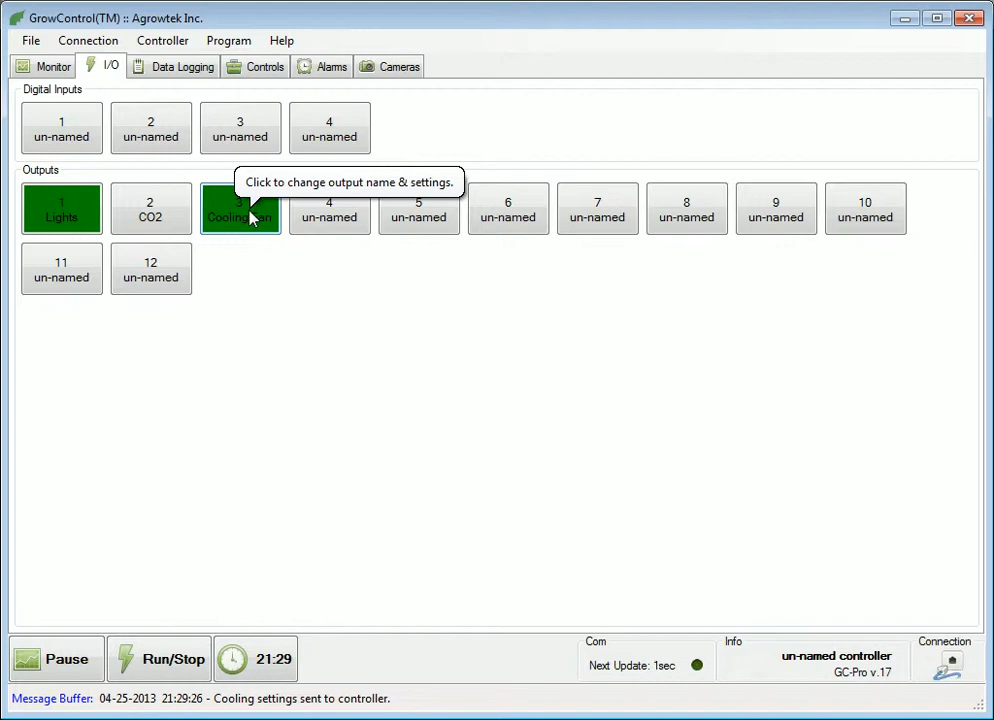 GrowControl(TM) :: Agrowtek Inc.
File Connection Controller Program Help
Monitor I/O Data Logging Controls Alarms Cameras
Digital Inputs
1 un-named
2 un-named
3 un-named
4 un-named
Outputs
Click to change output name & settings.
1 Lights
2 CO2
3 Cooling
4 un-named
5 un-named
6 un-named
7 un-named
8 un-named
9 un-named
10 un-named
11 un-named
12 un-named
Pause Run/Stop 21:29
Com
Next Update: 1sec
Info
un-named controller
GC-Pro v.17
Connection
Message Buffer: 04-25-2013 21:29:26 - Cooling settings sent to controller.